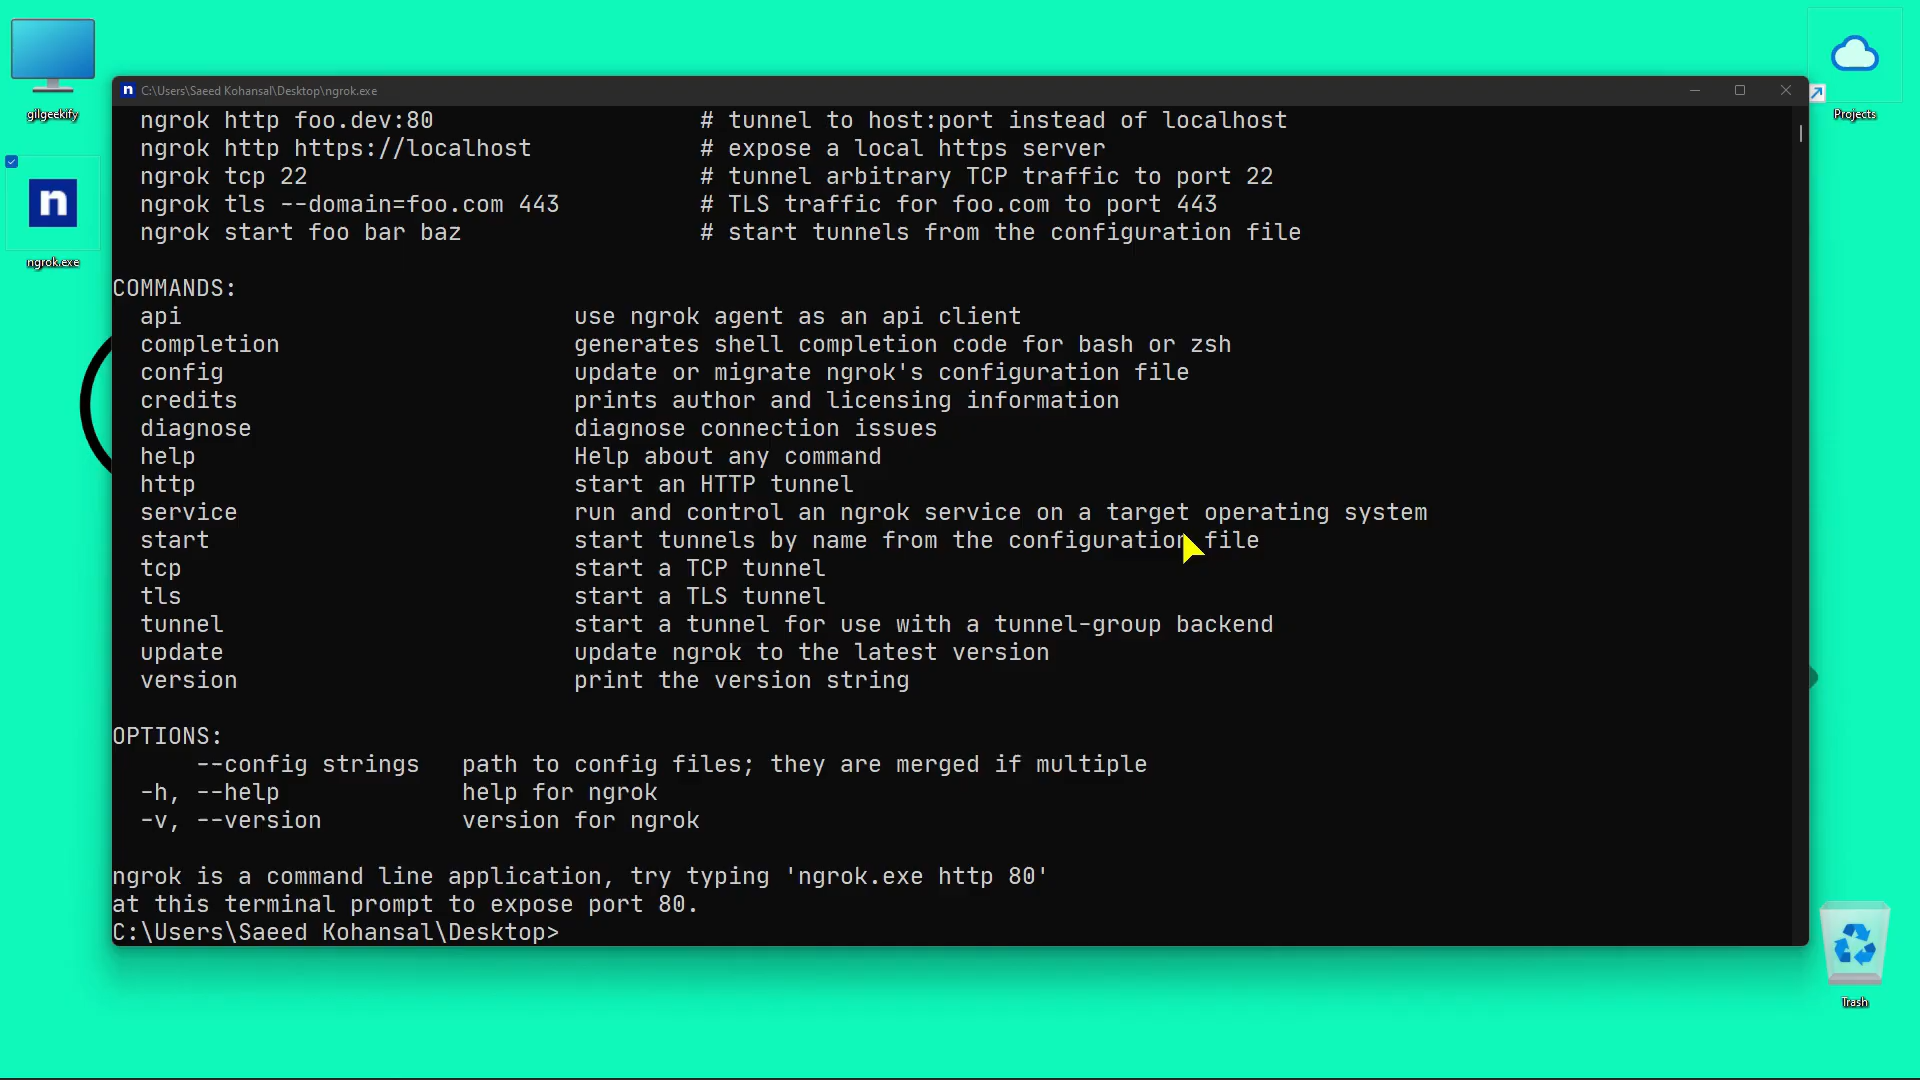 gilgeekify
n
ngrok.exe
Projects
Trash
n C:\Users\Saeed Kohansal\Desktop\ngrok.exe
ngrok http foo.dev:80 # tunnel to host:port instead of localhost
ngrok http https://localhost # expose a local https server
ngrok tcp 22 # tunnel arbitrary TCP traffic to port 22
ngrok tls --domain=foo.com 443 # TLS traffic for foo.com to port 443
ngrok start foo bar baz # start tunnels from the configuration file
COMMANDS:
api use ngrok agent as an api client
completion generates shell completion code for bash or zsh
config update or migrate ngrok's configuration file
credits prints author and licensing information
diagnose diagnose connection issues
help Help about any command
http start an HTTP tunnel
service run and control an ngrok service on a target operating system
start start tunnels by name from the configuration file
tcp start a TCP tunnel
tls start a TLS tunnel
tunnel start a tunnel for use with a tunnel-group backend
update update ngrok to the latest version
version print the version string
OPTIONS:
--config strings path to config files; they are merged if multiple
-h, --help help for ngrok
-v, --version version for ngrok
ngrok is a command line application, try typing 'ngrok.exe http 80'
at this terminal prompt to expose port 80.
C:\Users\Saeed Kohansal\Desktop>